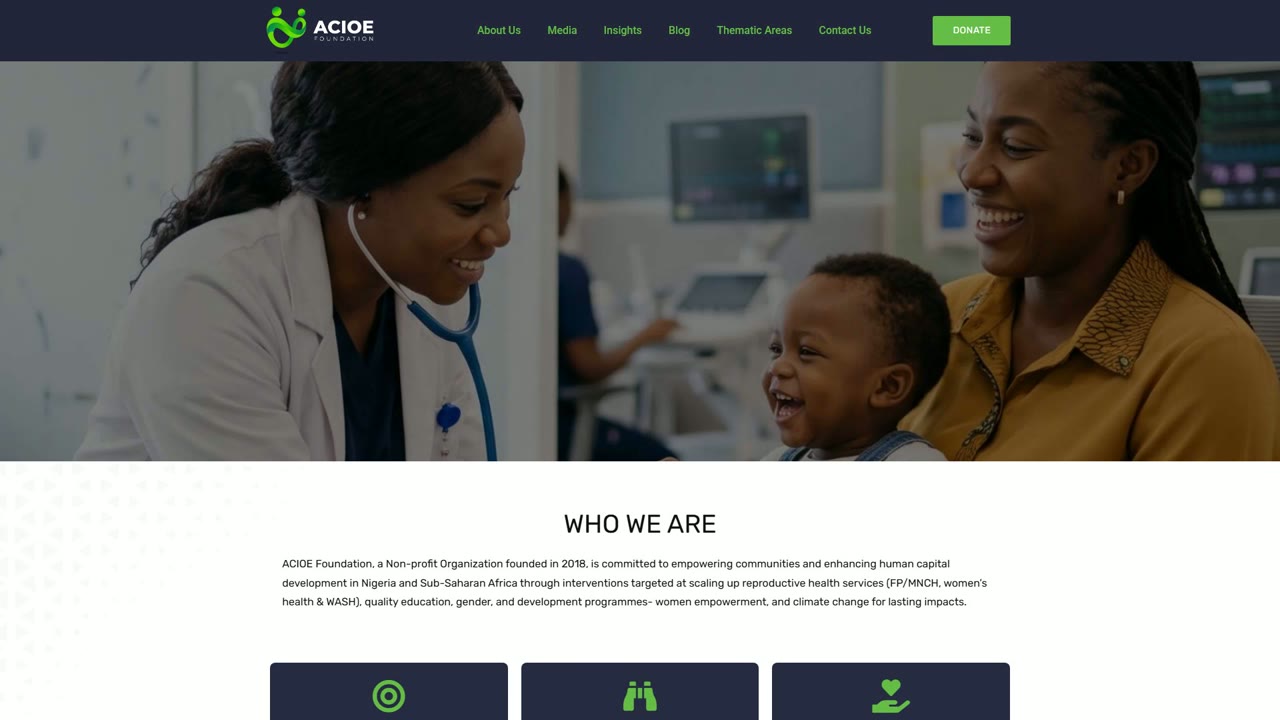 ACIOE
FOUNDATION
About Us
Media
Insights
Blog
Thematic Areas
Contact Us
DONATE
WHO WE ARE
ACIOE Foundation, a Non-profit Organization founded in 2018, is committed to empowering communities and enhancing human capital
development in Nigeria and Sub-Saharan Africa through interventions targeted at scaling up reproductive health services (FP/MNCH, women's
health & WASH), quality education, gender, and development programmes- women empowerment, and climate change for lasting impacts.